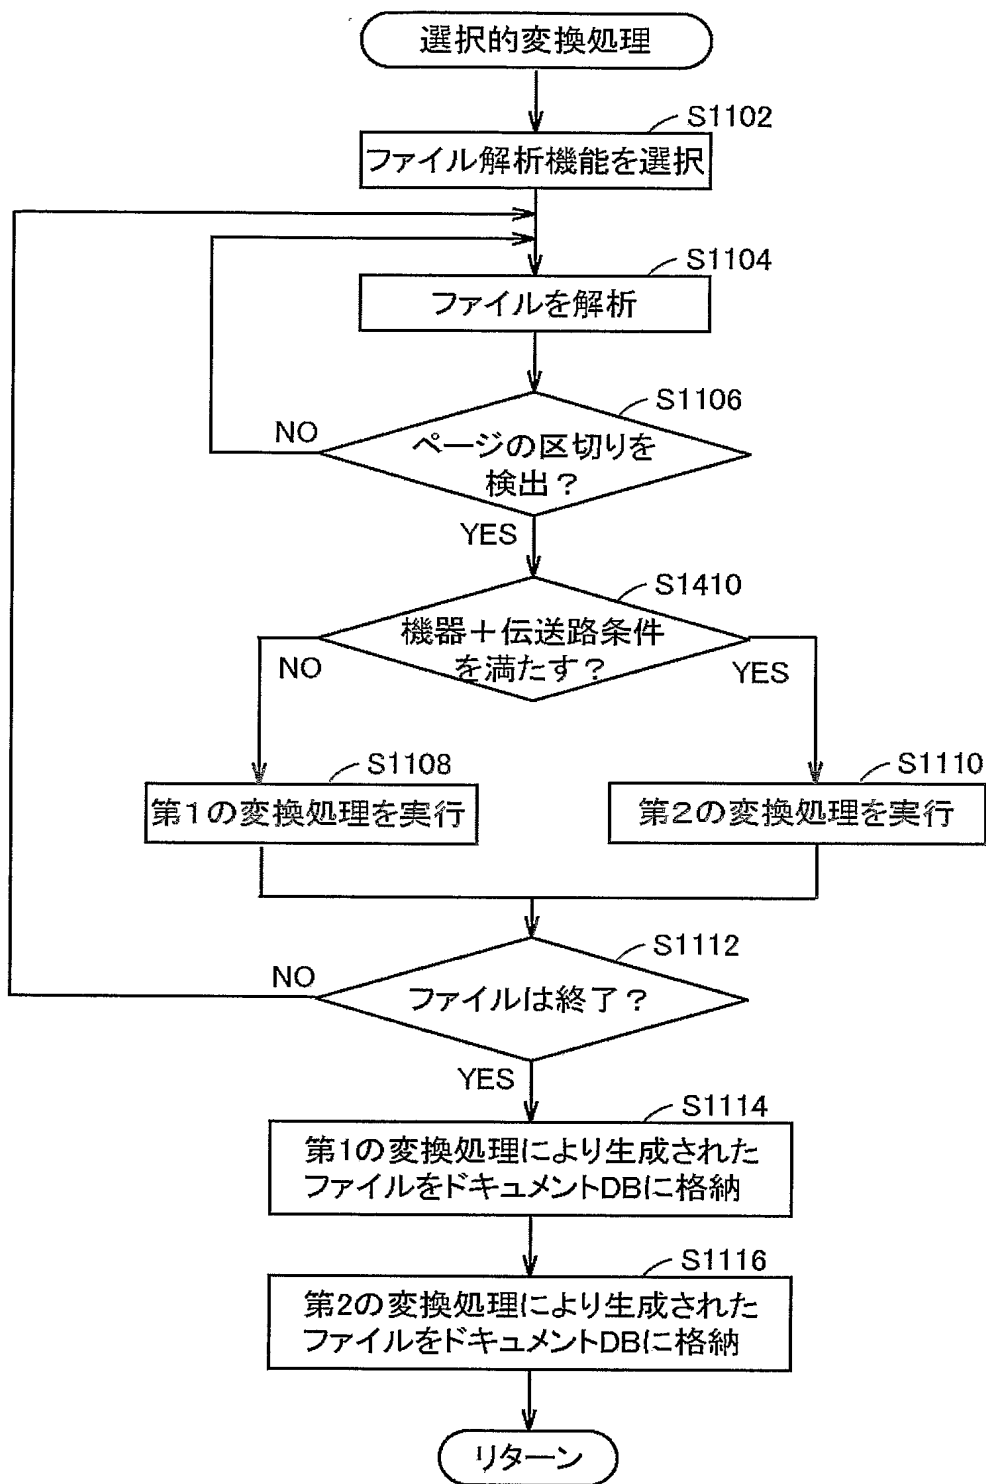 選択的変換処理
S1102
ファイル解析機能を選択
S1104
ファイルを解析
S1106
NO
ページの区切りを
検出？
YES
S1410
機器＋伝送路条件
を満たす？
NO
YES
S1108
S1110
第1の変換処理を実行
第2の変換処理を実行
S1112
NO
ファイルは終了？
YES
S1114
第1の変換処理により生成された
ファイルをドキュメントDBに格納
S1116
第2の変換処理により生成された
ファイルをドキュメントDBに格納
リターン